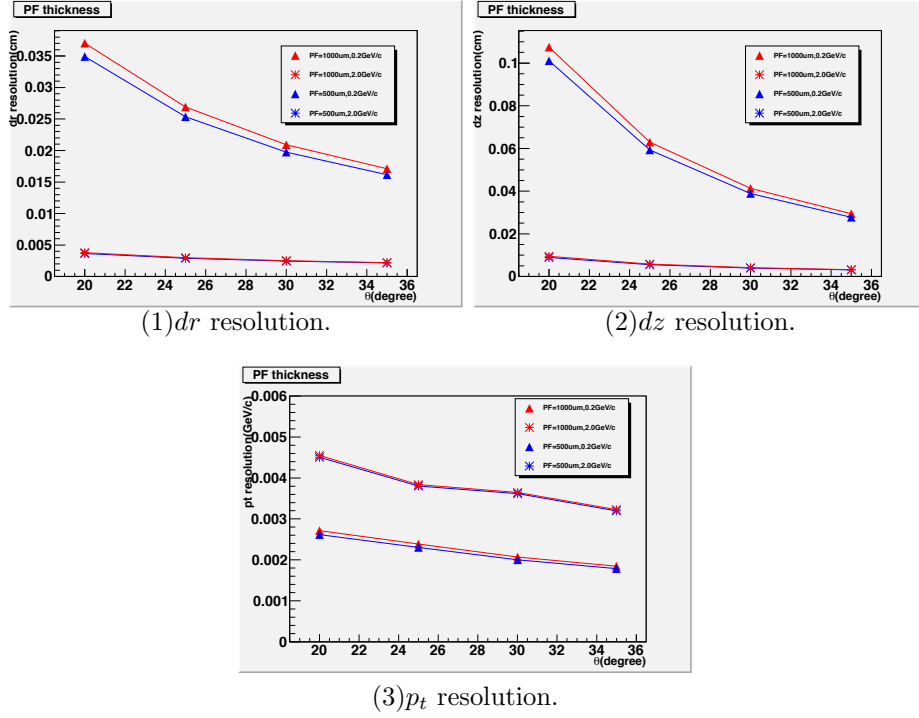 PF thickness
dr resolution(cm)
0.035
0.03
0.025
0.02
0.015
0.01
0.005
0
20 22 24 26 28 30 32 34 36
θ(degree)
PF=1000um,0.2GeV/c
PF=1000um,2.0GeV/c
PF=500um,0.2GeV/c
PF=500um,2.0GeV/c
(1)dr resolution.
PF thickness
dz resolution(cm)
0.1
0.08
0.06
0.04
0.02
0
20 22 24 26 28 30 32 34 36
θ(degree)
PF=1000um,0.2GeV/c
PF=1000um,2.0GeV/c
PF=500um,0.2GeV/c
PF=500um,2.0GeV/c
(2)dz resolution.
PF thickness
pt resolution(GeV/c)
0.006
0.005
0.004
0.003
0.002
0.001
0
20 22 24 26 28 30 32 34 36
θ(degree)
PF=1000um,0.2GeV/c
PF=1000um,2.0GeV/c
PF=500um,0.2GeV/c
PF=500um,2.0GeV/c
(3)pt resolution.